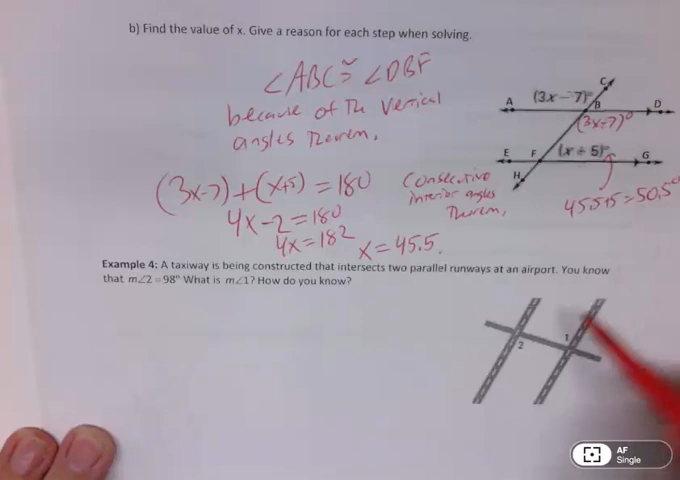 b) Find the value of x. Give a reason for each step when solving.
∠ABC ≅ ∠DBF
because of The Vertical
angles Theorem.
C
(3x − 7)°
A
B
D
(3x-7)°
(x + 5)°
E
F
G
H
(3x-7)+(x+5) = 180
Consecutive
interior angles
Theorem.
45.5+5=50.5°
4x-2=180
4x=182
x=45.5.
Example 4: A taxiway is being constructed that intersects two parallel runways at an airport. You know
that m∠2 = 98° What is m∠1? How do you know?
1
2
AF
Single